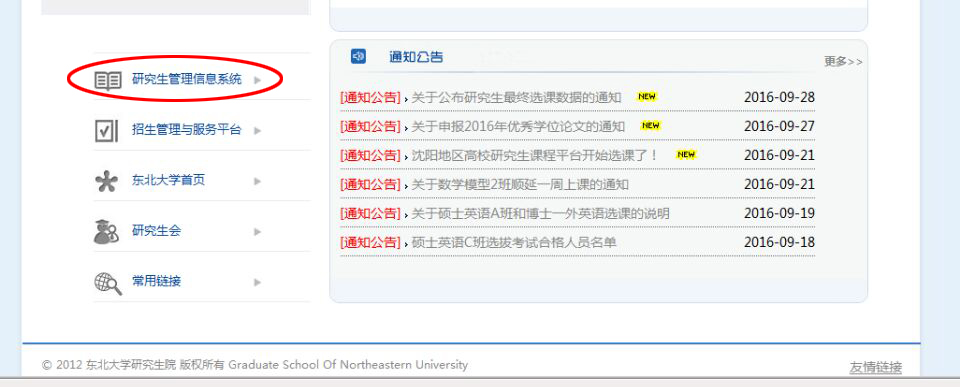 研究生管理信息系统
招生管理与服务平台
东北大学首页
研究生会
常用链接
通知公告
更多>>
[通知公告] 关于公布研究生最终选课数据的通知 NEW 2016-09-28
[通知公告] 关于申报2016年优秀学位论文的通知 NEW 2016-09-27
[通知公告] 沈阳地区高校研究生课程平台开始选课了! NEW 2016-09-21
[通知公告] 关于数学模型2班顺延一周上课的通知 2016-09-21
[通知公告] 关于硕士英语A班和博士一外英语选课的说明 2016-09-19
[通知公告] 硕士英语C班选拔考试合格人员名单 2016-09-18
© 2012 东北大学研究生院 版权所有 Graduate School Of Northeastern University
友情链接